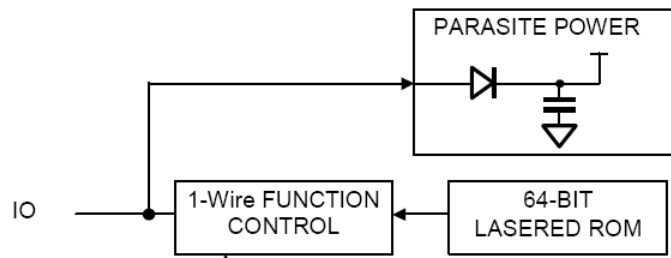 PARASITE POWER
IO
1-Wire FUNCTION
CONTROL
64-BIT
LASERED ROM